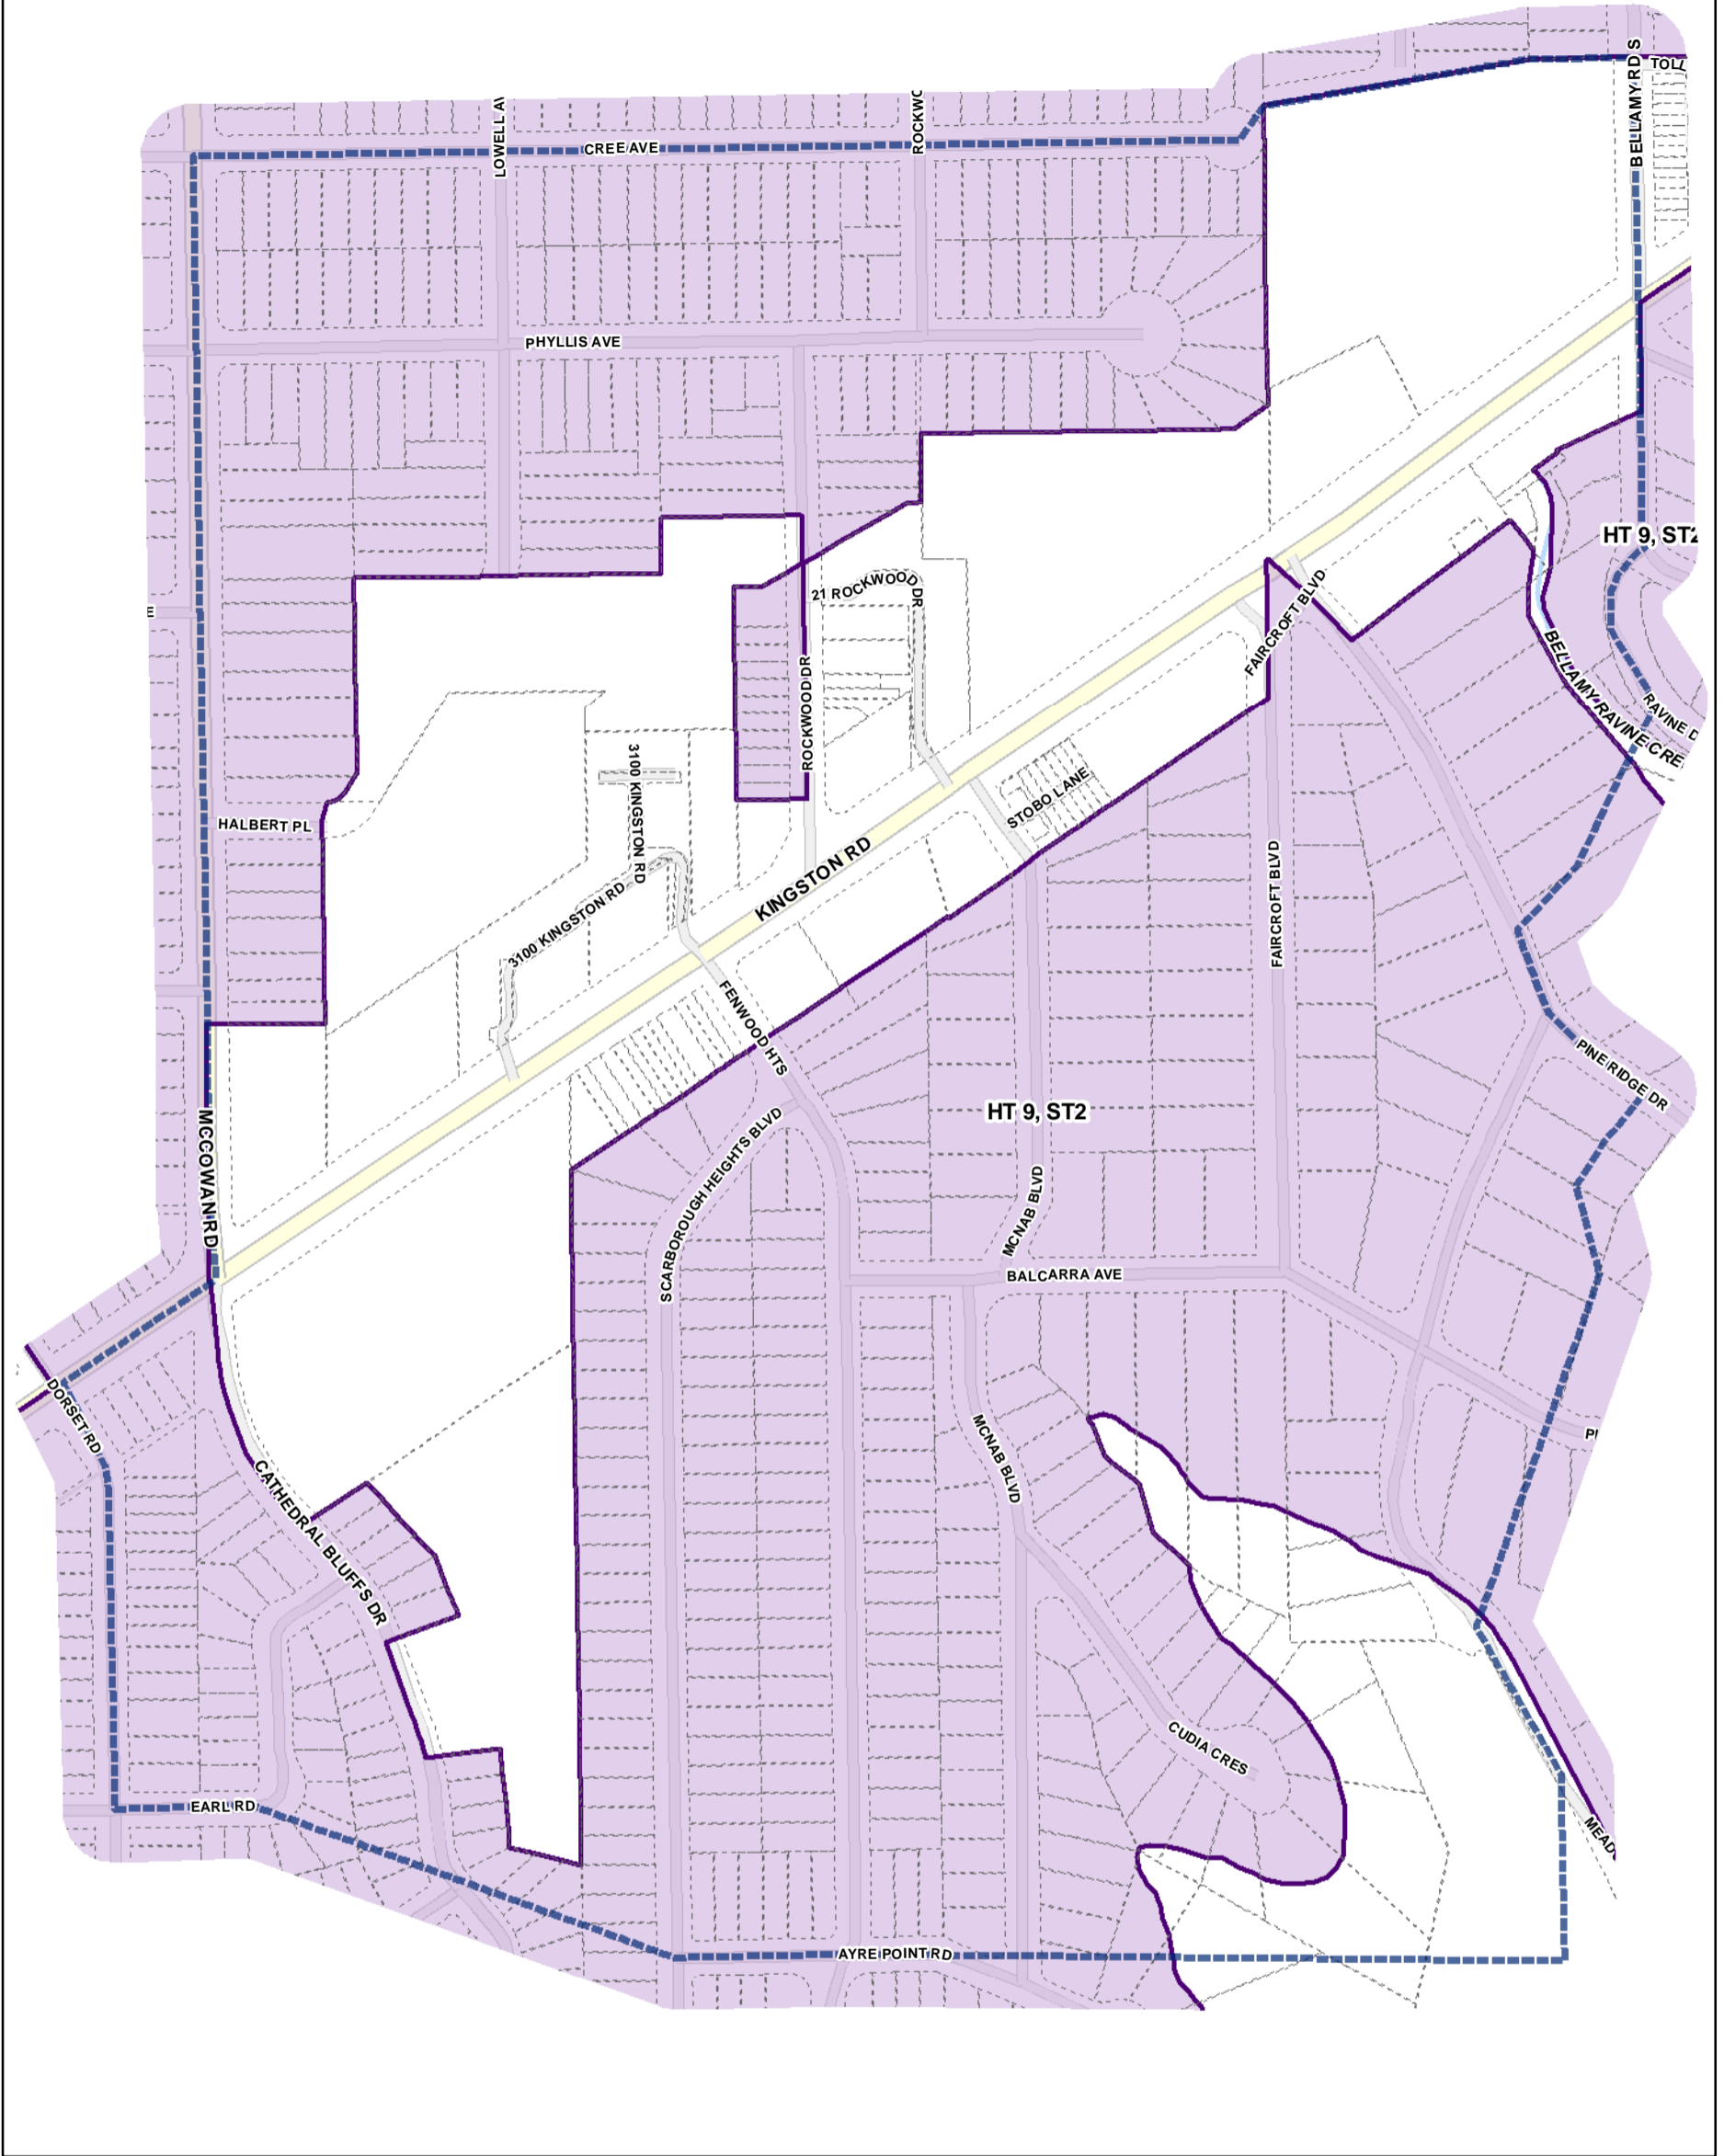 BELLAMY RD S
TOLL
LOWELL AV
ROCKWO
CREE AVE
PHYLLIS AVE
HT 9, ST2
E
21 ROCKWOOD DR
FAIRCROFT BLVD
BELLAMY RAVINE CRE
RAVINE D
ROCKWOOD DR
3100 KINGSTON RD
STOBO LANE
HALBERT PL
KINGSTON RD
3100 KINGSTON RD
FAIRCROFT BLVD
FENWOOD HTS
PINE RIDGE DR
HT 9, ST2
MCCOWAN RD
SCARBOROUGH HEIGHTS BLVD
MCNAB BLVD
BALCARRA AVE
DORSET RD
MCNAB BLVD
PI
CATHEDRAL BLUFFS DR
CUDIA CRES
EARL RD
MEAD
AYRE POINT RD